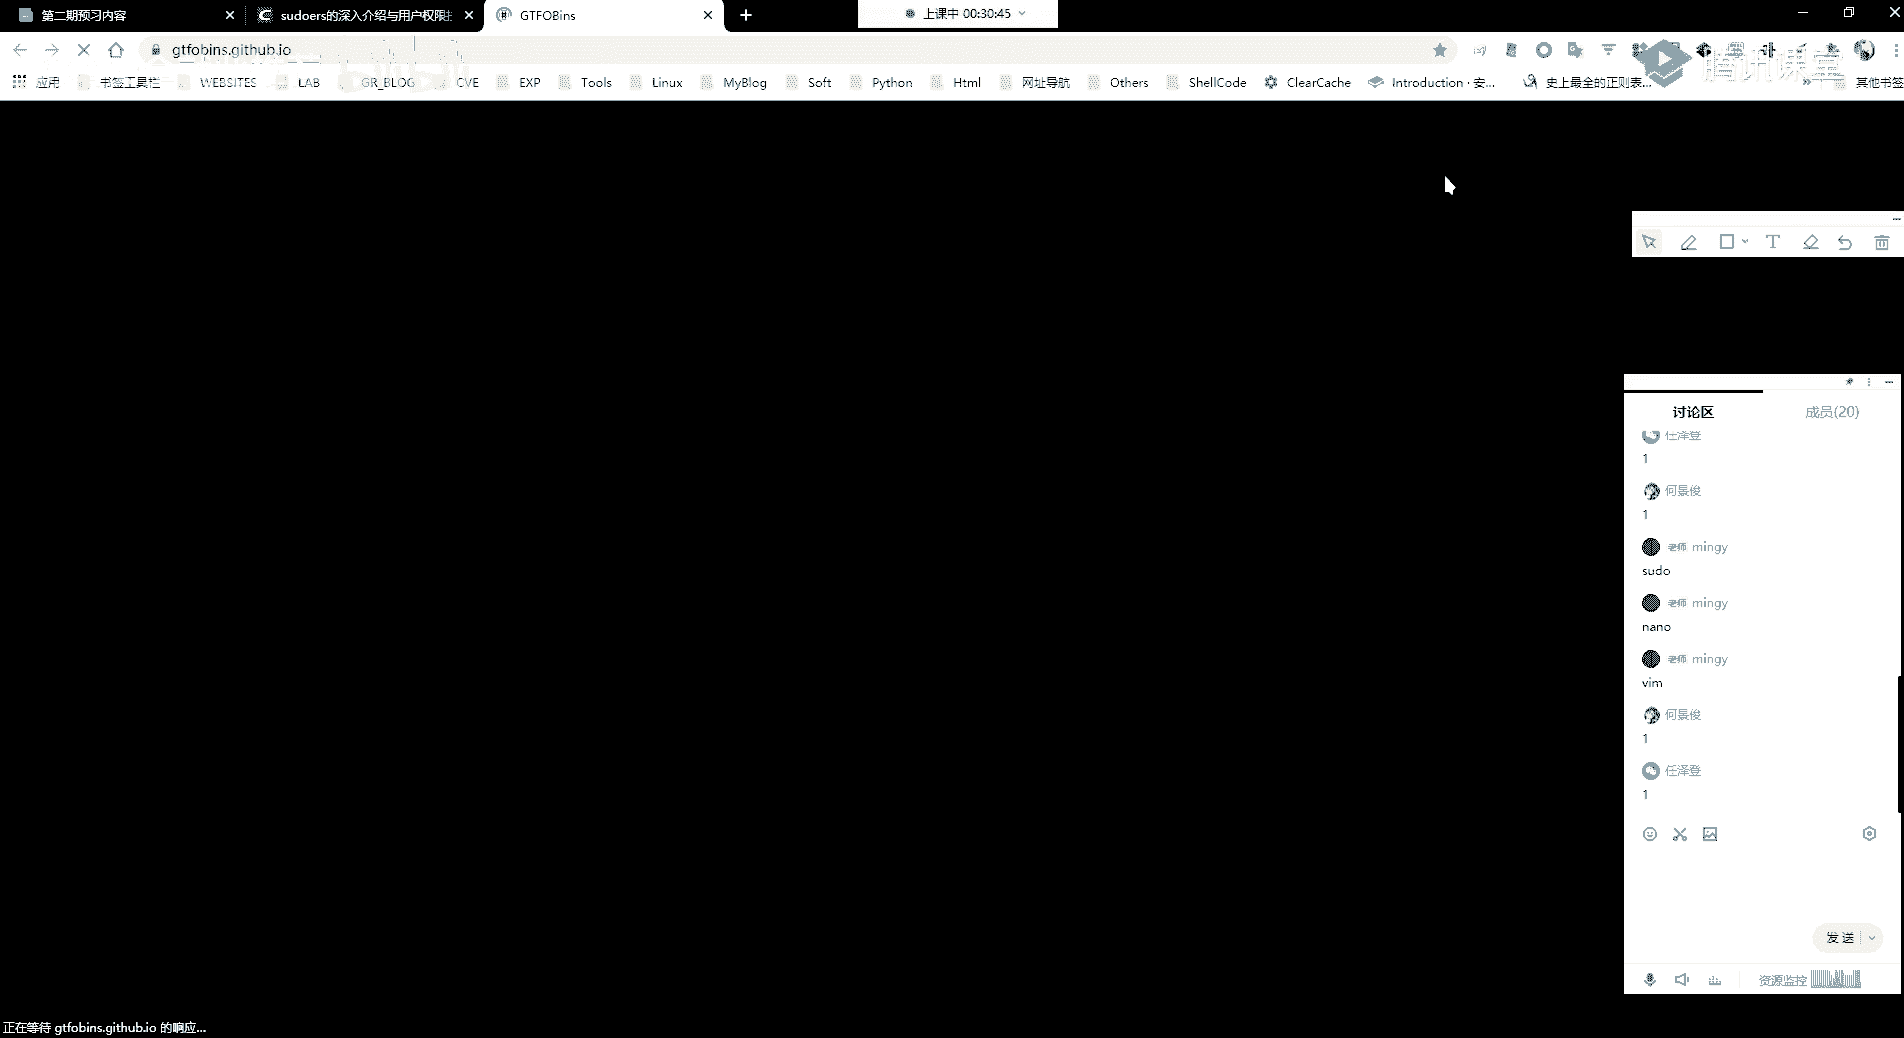 第二期预习内容
sudoers的深入介绍与用户权限
GTFOBins
上课中 00:30:45
gtfobins.github.io
腾讯课堂
应用
书签工具栏
WEBSITES
LAB
GR_BLOG
CVE
EXP
Tools
Linux
MyBlog
Soft
Python
Html
网址导航
Others
ShellCode
ClearCache
Introduction · 安...
史上最全的正则表...
其他书签
讨论区
成员(20)
任泽登
1
何景俊
1
老师 mingy
sudo
老师 mingy
nano
老师 mingy
vim
何景俊
1
任泽登
1
发 送
资源监控
正在等待 gtfobins.github.io 的响应...